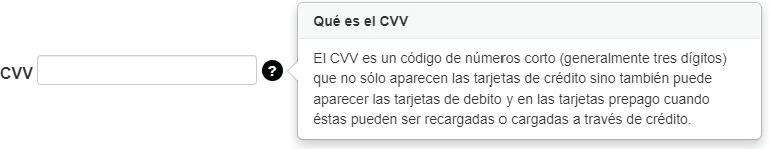 Qué es el CVV
CVV
?
El CVV es un código de números corto (generalmente tres dígitos)
que no sólo aparecen las tarjetas de crédito sino también puede
aparecer las tarjetas de debito y en las tarjetas prepago cuando
éstas pueden ser recargadas o cargadas a través de crédito.